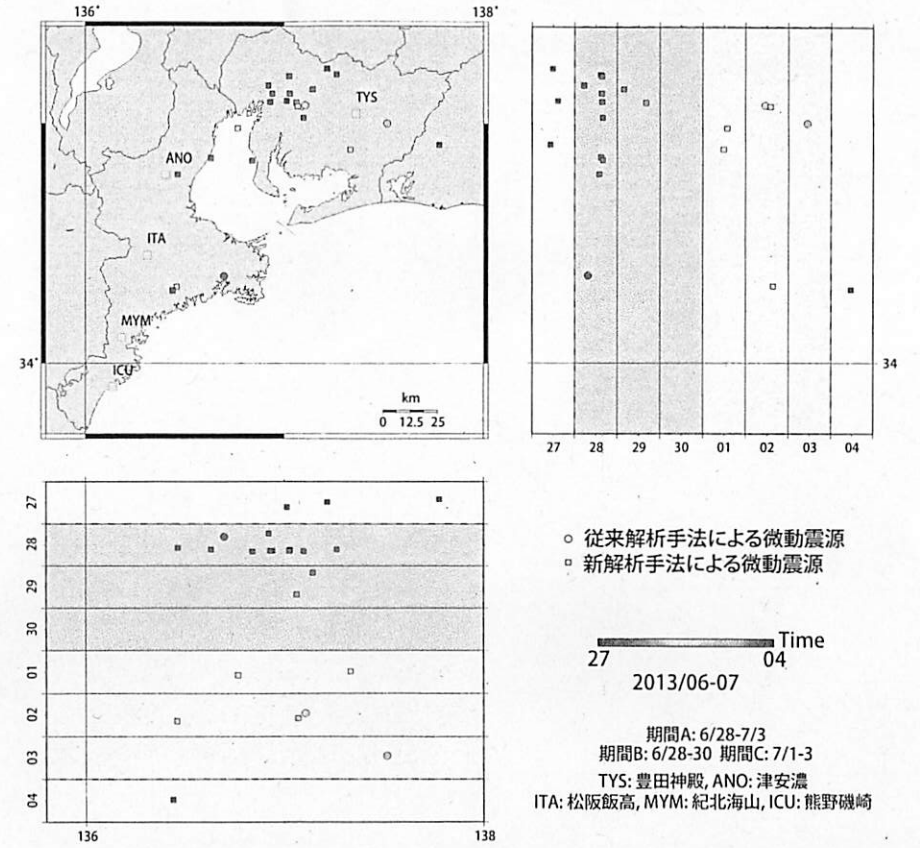 136°
138°
TYS
ANO
ITA
MYM
ICU
34°
km
0 12.5 25
34
27 28 29 30 01 02 03 04
27
28
29
30
01
02
03
04
136
138
従来解析手法による微動震源
新解析手法による微動震源
Time
27 04
2013/06-07
期間A: 6/28-7/3
期間B: 6/28-30 期間C: 7/1-3
TYS: 豊田神殿, ANO: 津安濃
ITA: 松阪飯高, MYM: 紀北海山, ICU: 熊野磯崎